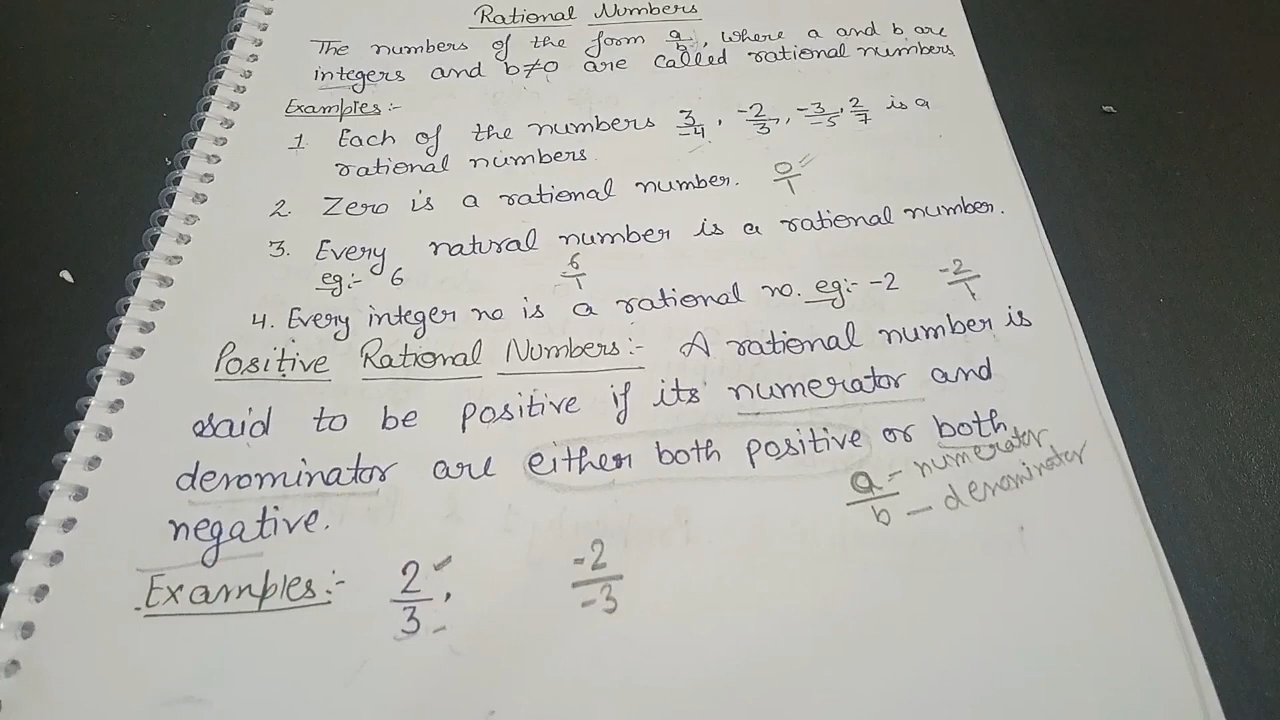 Rational Numbers
The numbers of the form a/b, where a and b are
integers and b≠0 are called rational numbers
Examples:-
1. Each of the numbers 3/-4, -2/3, -3/-5, 2/7 is a
rational numbers.
2. Zero is a rational number. 0/1
3. Every natural number is a rational number.
eg:- 6 6/1
4. Every integer no is a rational no. eg:- -2 -2/1
Positive Rational Numbers:- A rational number is
said to be positive if its numerator and
denominator are either both positive or both
negative.
a - numerator
b - denominator
Examples:- 2/3, -2/-3